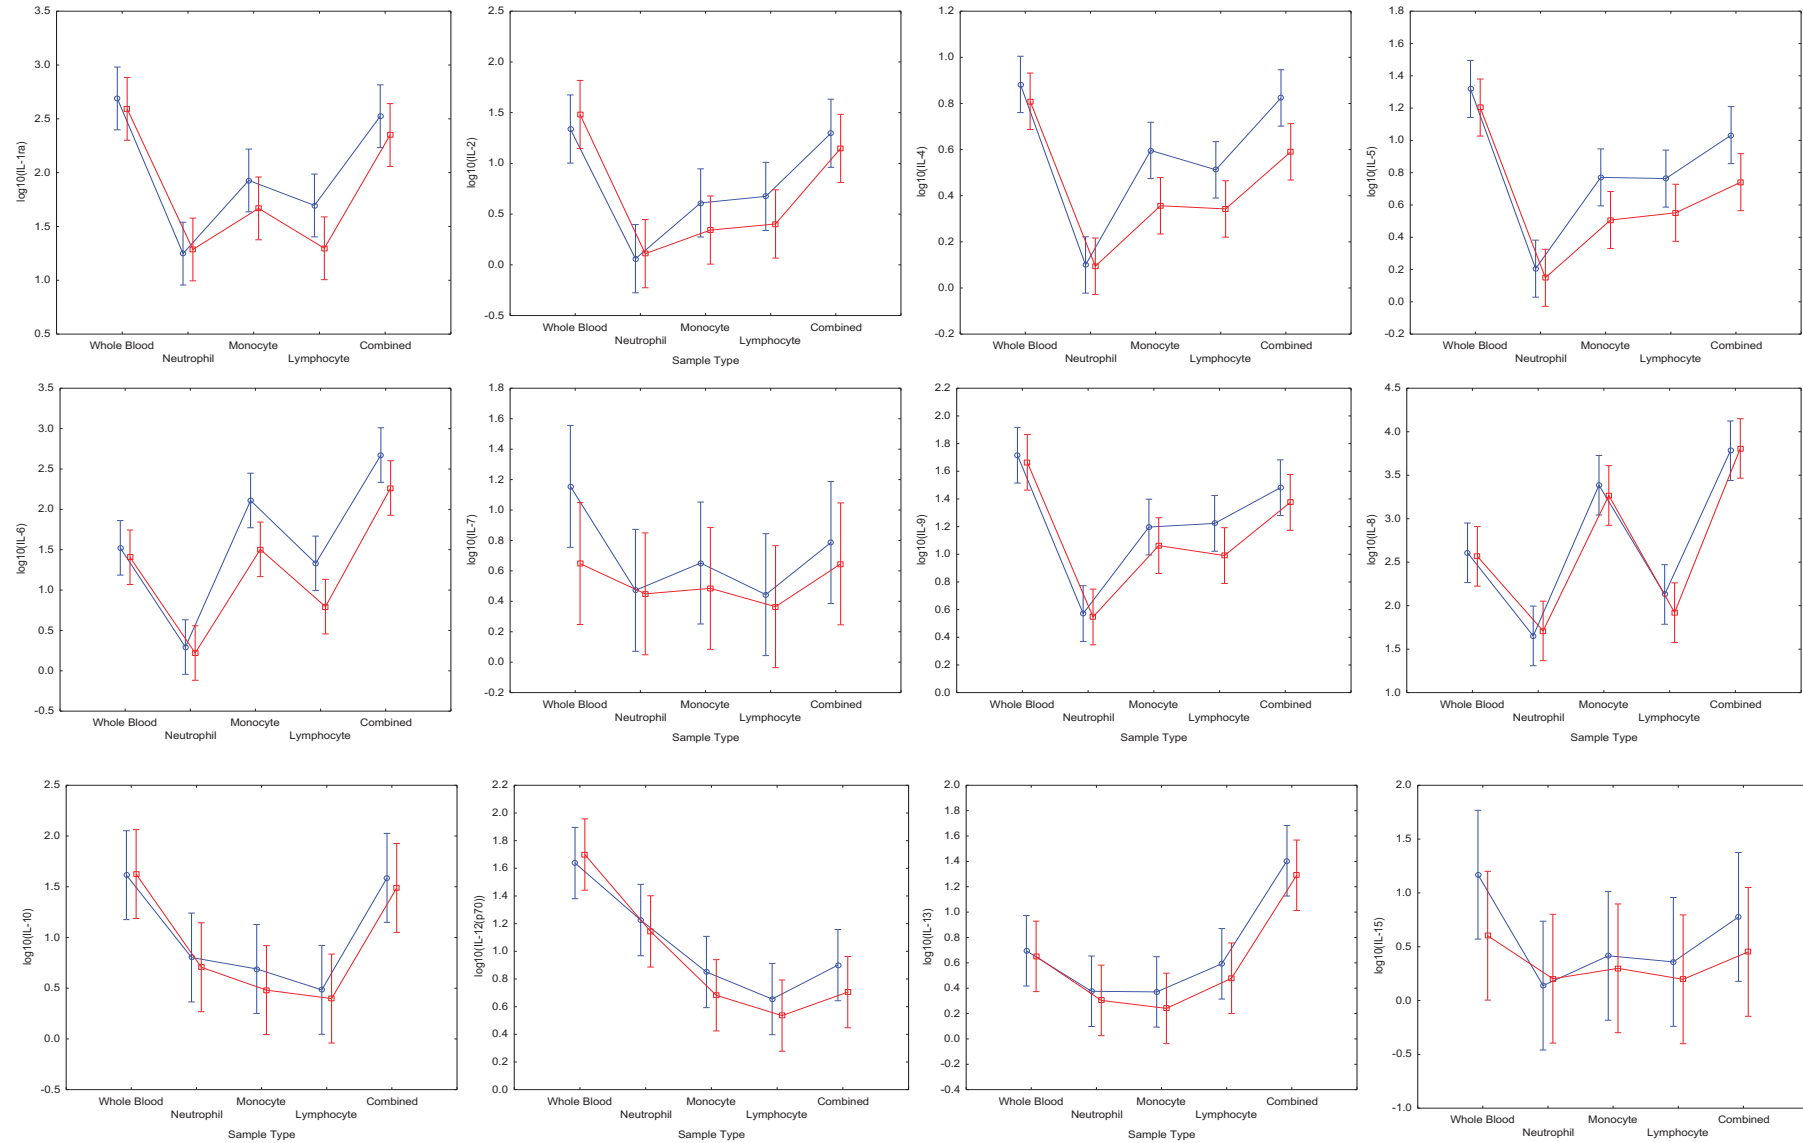 3.5
3.0
2.5
2.0
1.5
1.0
0.5
log10(IL-1ra)
Whole Blood Monocyte Combined
Neutrophil Lymphocyte
2.5
2.0
1.5
1.0
0.5
0.0
-0.5
log10(IL-2)
Whole Blood Monocyte Combined
Neutrophil Lymphocyte
Sample Type
1.2
1.0
0.8
0.6
0.4
0.2
0.0
-0.2
log10(IL-4)
Whole Blood Monocyte Combined
Neutrophil Lymphocyte
1.8
1.6
1.4
1.2
1.0
0.8
0.6
0.4
0.2
0.0
-0.2
log10(IL-5)
Whole Blood Monocyte Combined
Neutrophil Lymphocyte
3.5
3.0
2.5
2.0
1.5
1.0
0.5
0.0
-0.5
log10(IL-6)
Whole Blood Monocyte Combined
Neutrophil Lymphocyte
1.8
1.6
1.4
1.2
1.0
0.8
0.6
0.4
0.2
0.0
-0.2
log10(IL-7)
Whole Blood Monocyte Combined
Neutrophil Lymphocyte
Sample Type
2.2
2.0
1.8
1.6
1.4
1.2
1.0
0.8
0.6
0.4
0.2
0.0
log10(IL-9)
Whole Blood Monocyte Combined
Neutrophil Lymphocyte
Sample Type
4.5
4.0
3.5
3.0
2.5
2.0
1.5
1.0
log10(IL-8)
Whole Blood Monocyte Combined
Neutrophil Lymphocyte
Sample Type
2.5
2.0
1.5
1.0
0.5
0.0
-0.5
log10(IL-10)
Whole Blood Monocyte Combined
Neutrophil Lymphocyte
Sample Type
2.2
2.0
1.8
1.6
1.4
1.2
1.0
0.8
0.6
0.4
0.2
0.0
log10(IL-12(p70))
Whole Blood Monocyte Combined
Neutrophil Lymphocyte
Sample Type
2.0
1.8
1.6
1.4
1.2
1.0
0.8
0.6
0.4
0.2
0.0
-0.2
-0.4
log10(IL-13)
Whole Blood Monocyte Combined
Neutrophil Lymphocyte
Sample Type
2.0
1.5
1.0
0.5
0.0
-0.5
-1.0
log10(IL-15)
Whole Blood Monocyte Combined
Neutrophil Lymphocyte
Sample Type